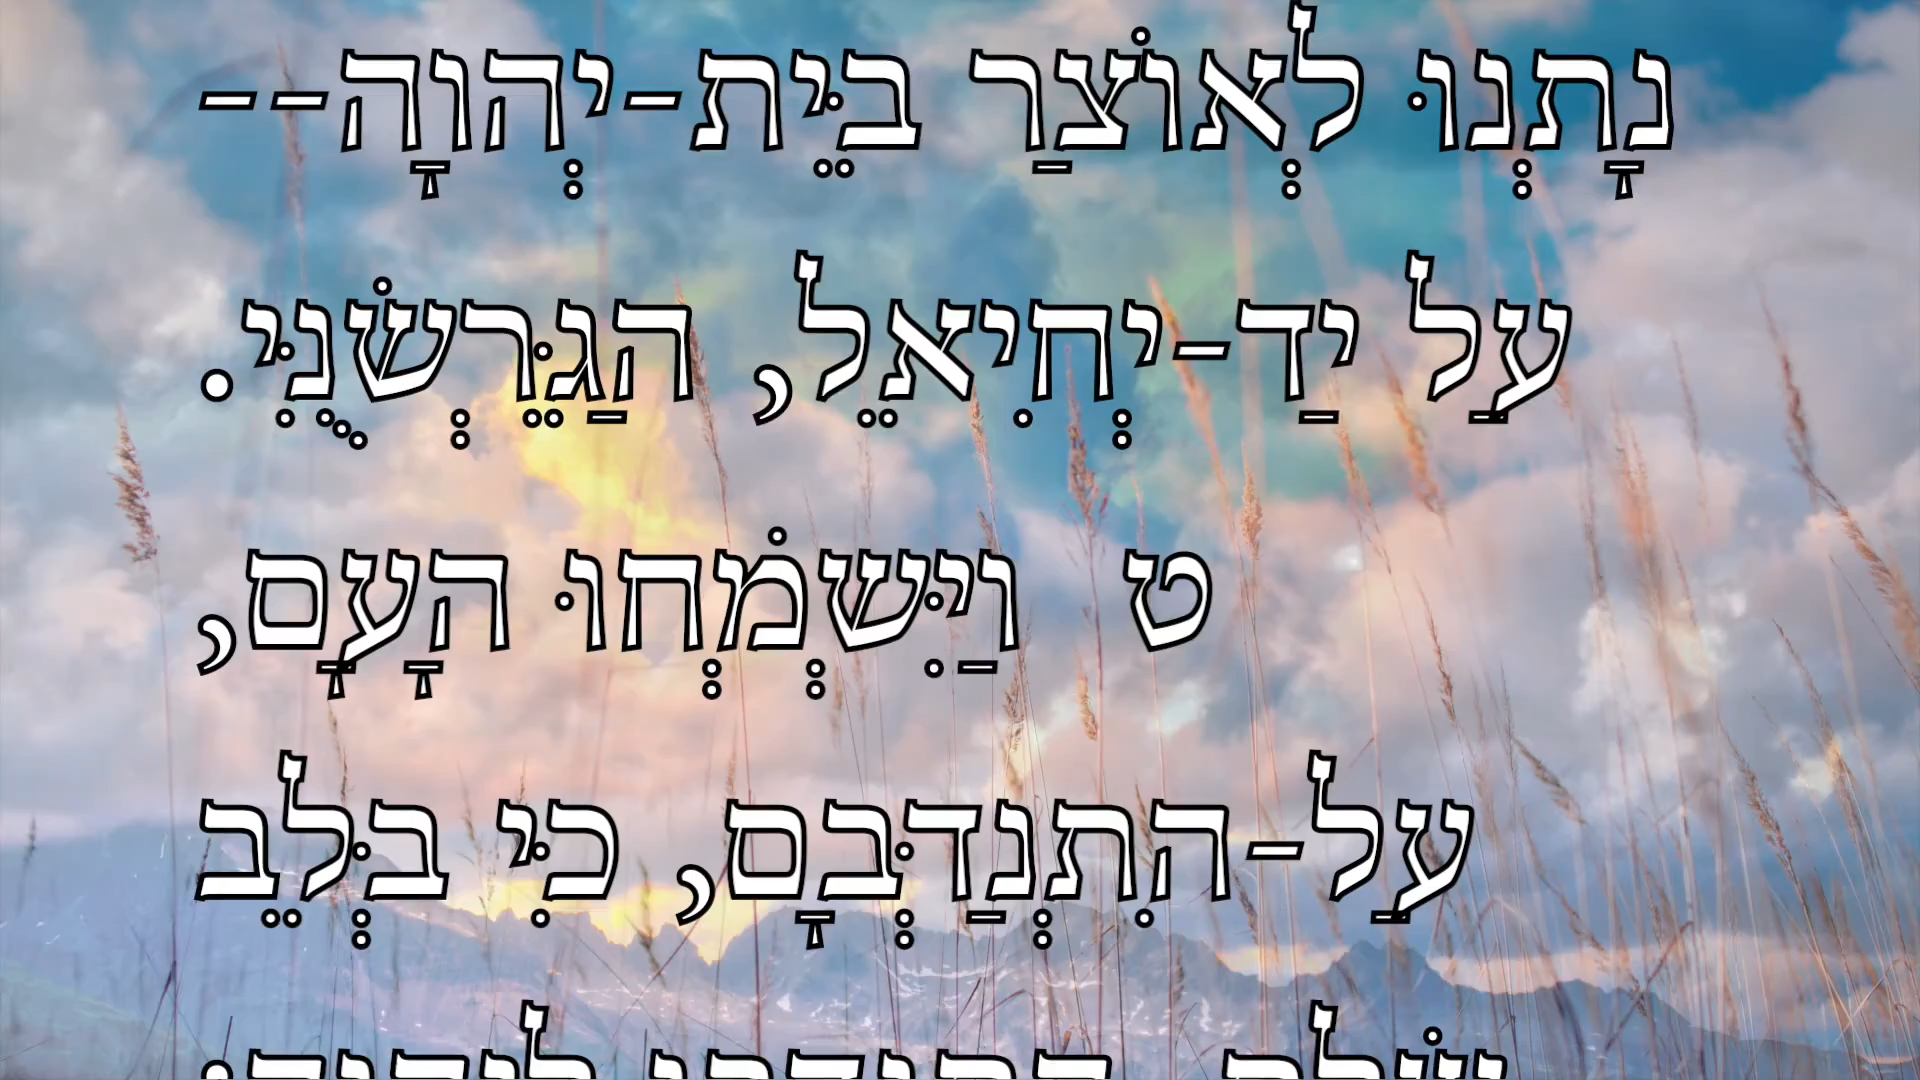 נָתְנוּ לְאוֹצַר בֵּית-יְהוָה--
עַל יַד-יְחִיאֵל, הַגֵּרְשֻׁנִּי.
ט  וַיִּשְׂמְחוּ הָעָם,
עַל-הִתְנַדְּבָם, כִּי בְּלֵב